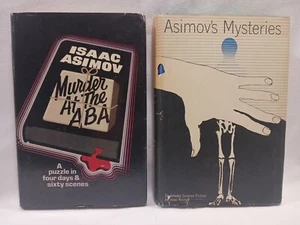 ISAAC
ASIMOV
Murder
At The
ABA
A
puzzle in
four days &
sixty scenes
Asimov's Mysteries